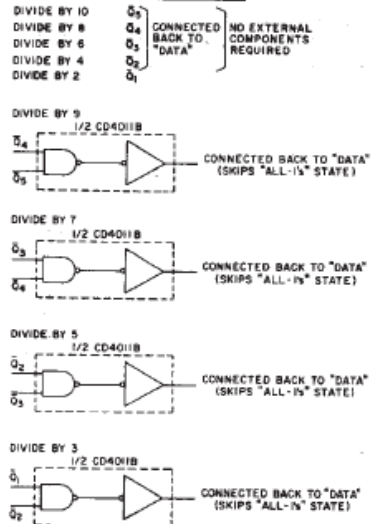 DIVIDE BY 10 Q̄5
DIVIDE BY 8 Q̄4 CONNECTED NO EXTERNAL
DIVIDE BY 6 Q̄3 BACK TO COMPONENTS
DIVIDE BY 4 Q̄2 "DATA" REQUIRED
DIVIDE BY 2 Q̄1
DIVIDE BY 9
1/2 CD4011B
Q̄4
Q̄5
CONNECTED BACK TO "DATA"
(SKIPS "ALL-1's" STATE)
DIVIDE BY 7
1/2 CD4011B
Q̄3
Q̄4
CONNECTED BACK TO "DATA"
(SKIPS "ALL-1's" STATE)
DIVIDE BY 5
1/2 CD4011B
Q̄2
Q̄3
CONNECTED BACK TO "DATA"
(SKIPS "ALL-1's" STATE)
DIVIDE BY 3
1/2 CD4011B
Q̄1
Q̄2
CONNECTED BACK TO "DATA"
(SKIPS "ALL-1's" STATE)